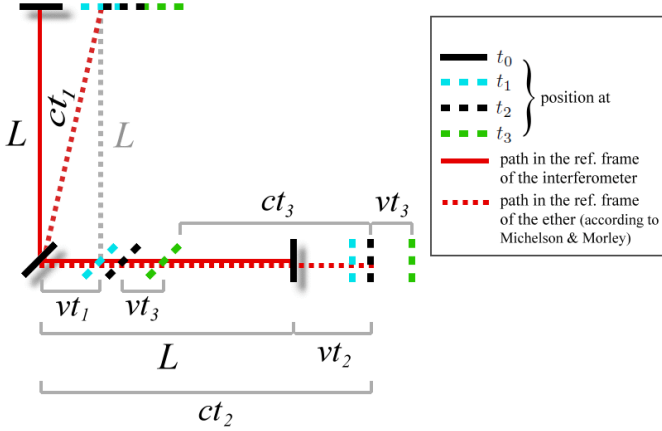 ct₁
L
L
t₀
t₁
t₂
t₃
position at
path in the ref. frame
of the interferometer
path in the ref. frame
of the ether (according to
Michelson & Morley)
ct₃
vt₃
vt₁
vt₃
L
vt₂
ct₂